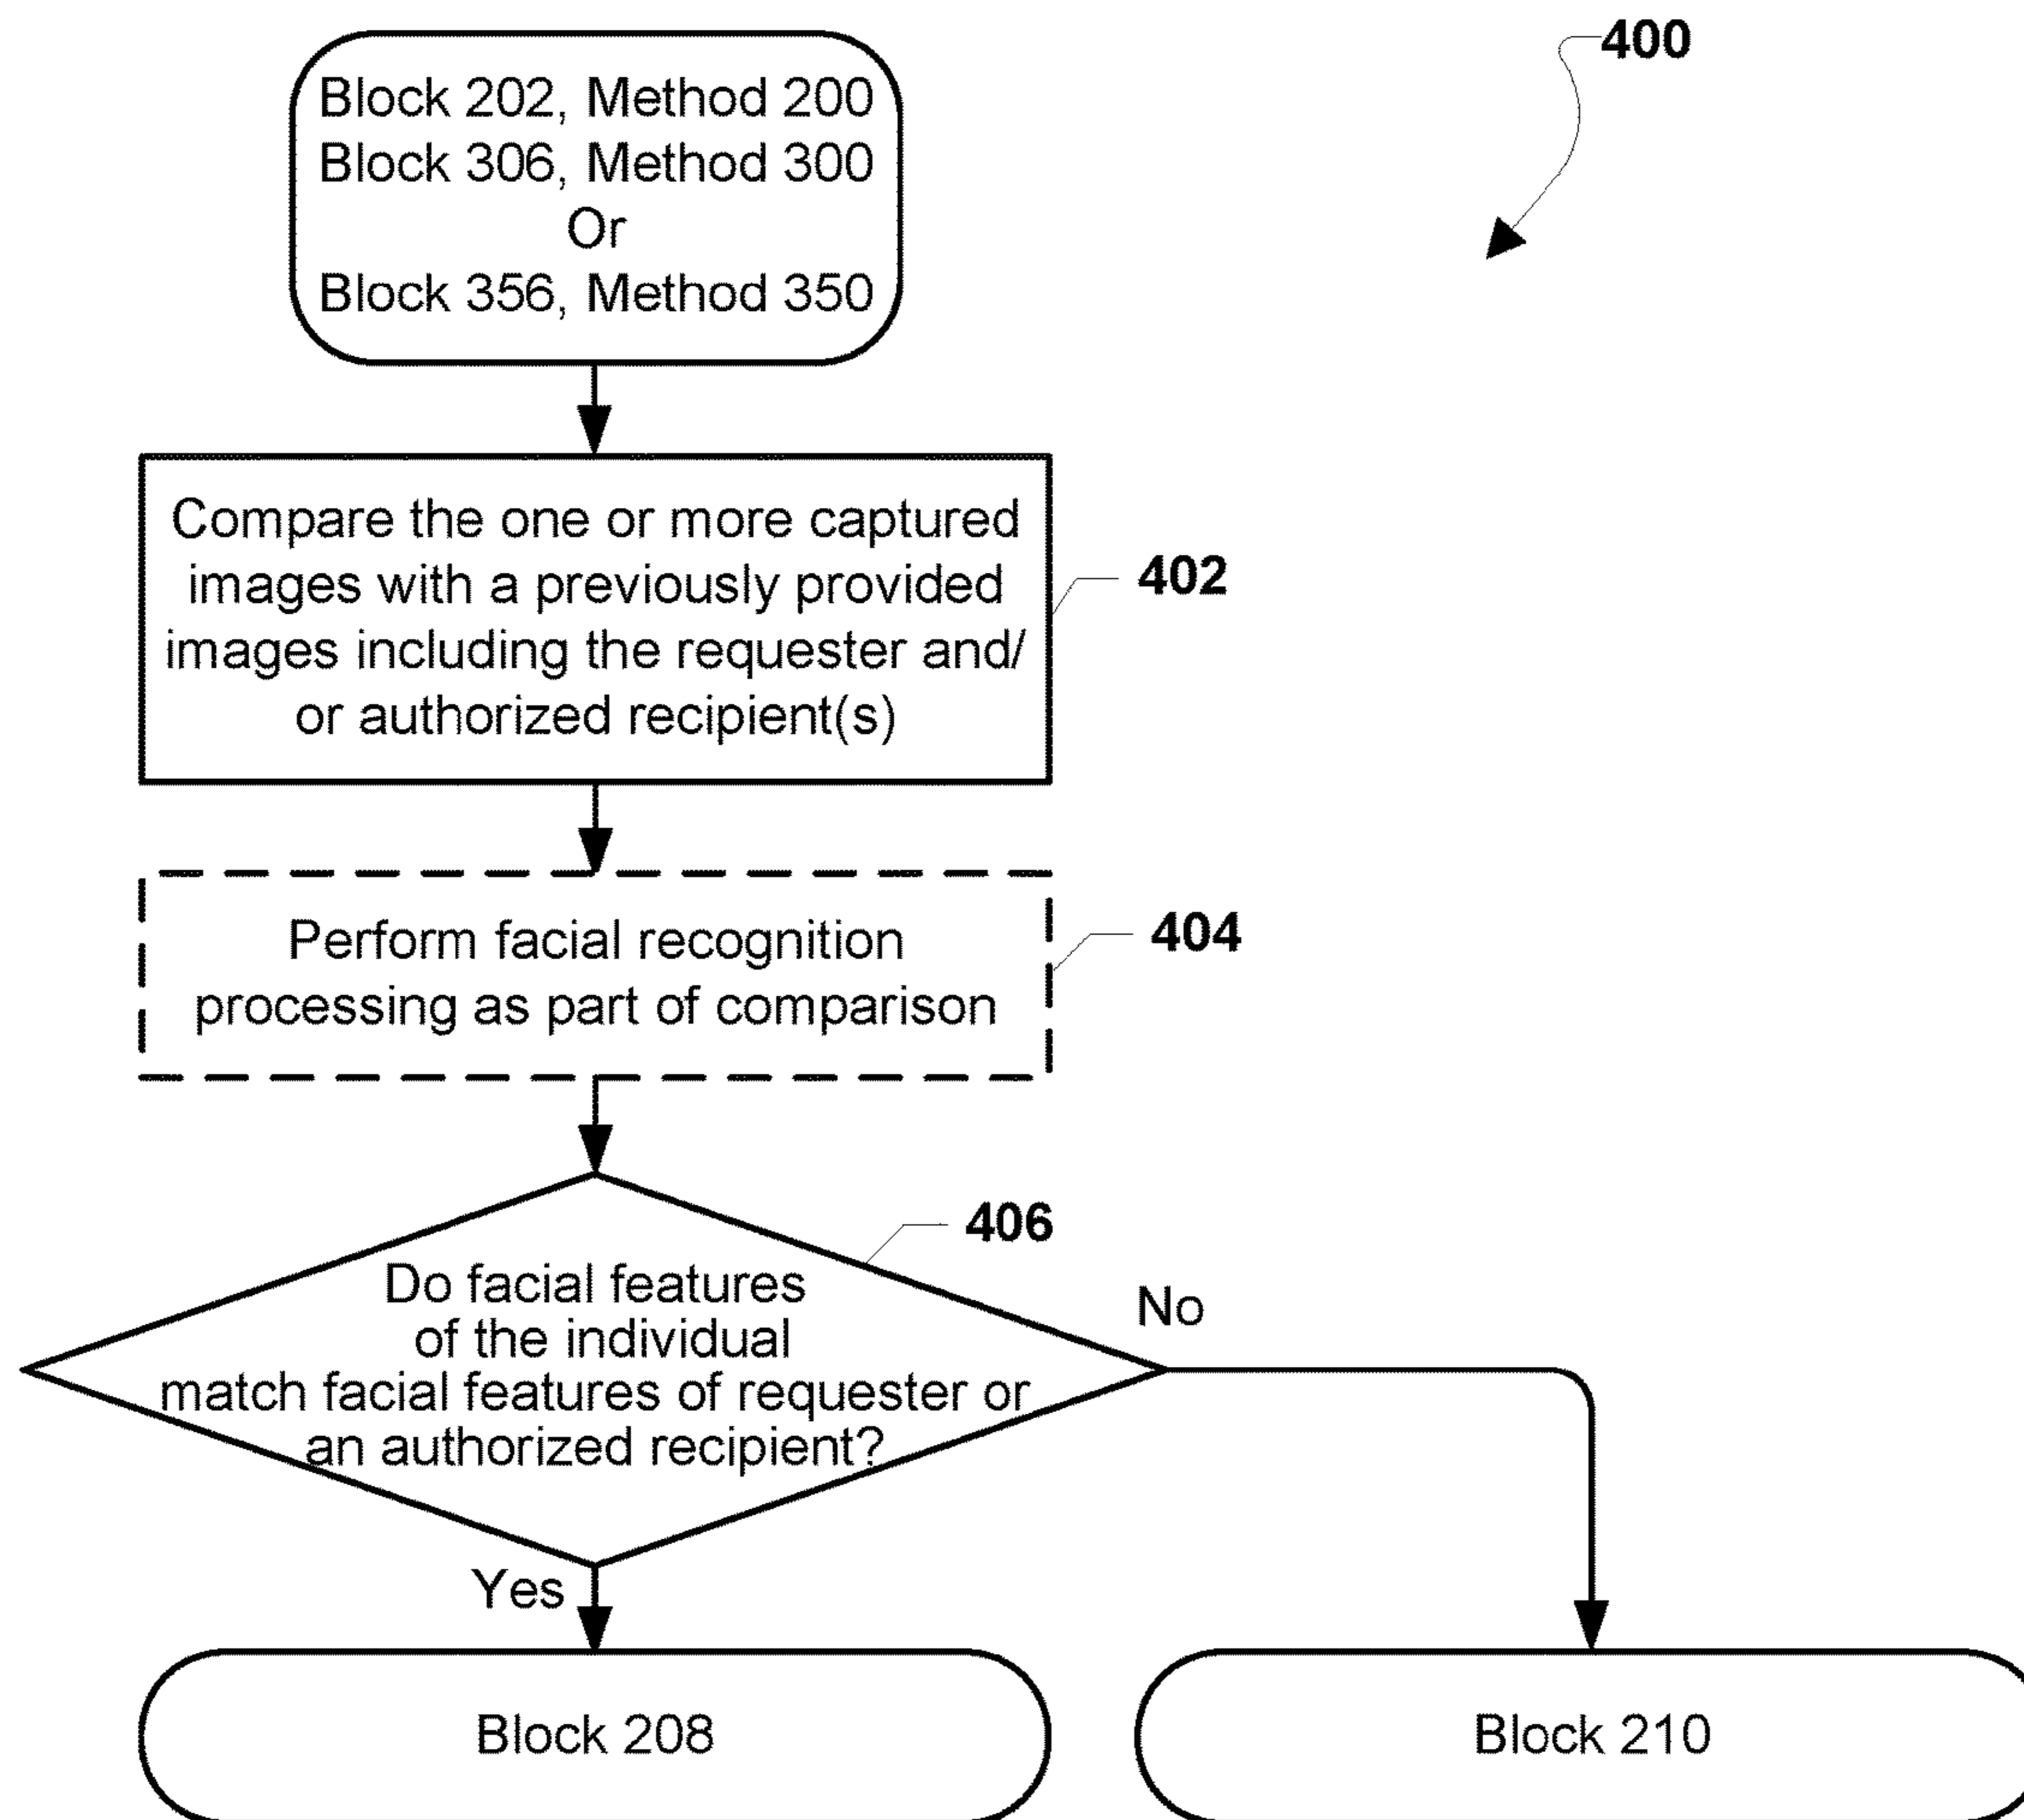 400
Block 202, Method 200
Block 306, Method 300
Or
Block 356, Method 350
Compare the one or more captured
images with a previously provided
images including the requester and/
or authorized recipient(s)
402
Perform facial recognition
processing as part of comparison
404
406
Do facial features
of the individual
match facial features of requester or
an authorized recipient?
No
Yes
Block 208
Block 210